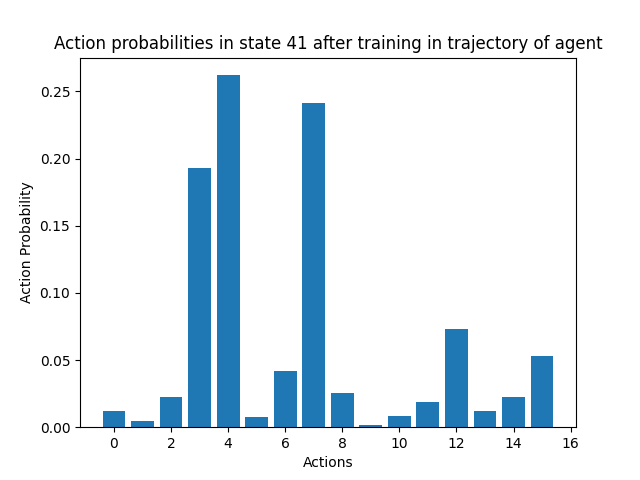 Action probabilities in state 41 after training in trajectory of agent
0.25
0.20
0.15
0.10
0.05
0.00
Action Probability
0 2 4 6 8 10 12 14 16
Actions